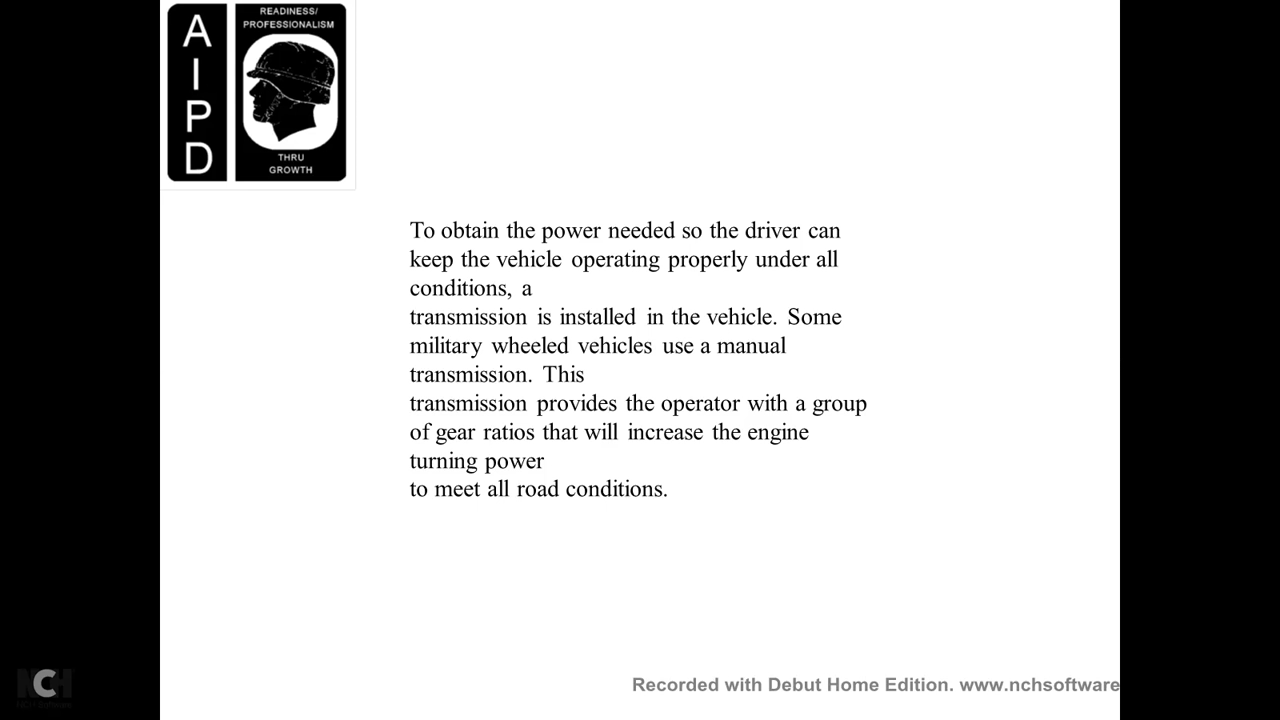 A
I
P
D
READINESS/
PROFESSIONALISM
THRU
GROWTH
To obtain the power needed so the driver can
keep the vehicle operating properly under all
conditions, a
transmission is installed in the vehicle. Some
military wheeled vehicles use a manual
transmission. This
transmission provides the operator with a group
of gear ratios that will increase the engine
turning power
to meet all road conditions.
NCH
NCH Software
Recorded with Debut Home Edition. www.nchsoftware